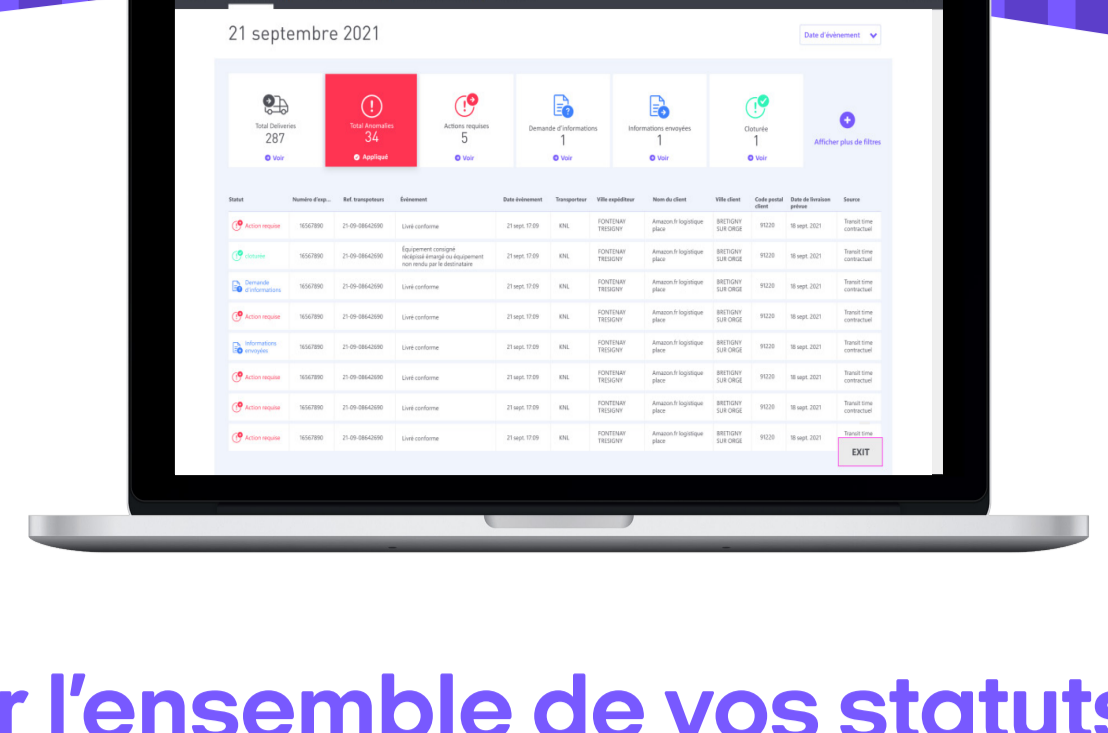 21 septembre 2021
Date d'événement
Total Deliveries
287
Voir
Total Anomalies
34
Appliqué
Actions requises
5
Voir
Demande d'informations
1
Voir
Informations envoyées
1
Voir
Cloturée
1
Voir
Afficher plus de filtres
Statut Numéro d'exp... Ref. transpoteurs Événement Date événement Transporteur Ville expéditeur Nom du client Ville client Code postal client Date de livraison prévue Source
Action requise 16567890 21-09-08642690 Livré conforme 21 sept. 17:09 KNL FONTENAY TRESIGNY Amazon.fr logistique place BRETIGNY SUR ORGE 91220 18 sept. 2021 Transit time contractuel
cloturée 16567890 21-09-08642690 Équipement consigné récépissé émargé ou équipement non rendu par le destinataire 21 sept. 17:09 KNL FONTENAY TRESIGNY Amazon.fr logistique place BRETIGNY SUR ORGE 91220 18 sept. 2021 Transit time contractuel
Demande d'informations 16567890 21-09-08642690 Livré conforme 21 sept. 17:09 KNL FONTENAY TRESIGNY Amazon.fr logistique place BRETIGNY SUR ORGE 91220 18 sept. 2021 Transit time contractuel
Action requise 16567890 21-09-08642690 Livré conforme 21 sept. 17:09 KNL FONTENAY TRESIGNY Amazon.fr logistique place BRETIGNY SUR ORGE 91220 18 sept. 2021 Transit time contractuel
Informations envoyées 16567890 21-09-08642690 Livré conforme 21 sept. 17:09 KNL FONTENAY TRESIGNY Amazon.fr logistique place BRETIGNY SUR ORGE 91220 18 sept. 2021 Transit time contractuel
Action requise 16567890 21-09-08642690 Livré conforme 21 sept. 17:09 KNL FONTENAY TRESIGNY Amazon.fr logistique place BRETIGNY SUR ORGE 91220 18 sept. 2021 Transit time contractuel
Action requise 16567890 21-09-08642690 Livré conforme 21 sept. 17:09 KNL FONTENAY TRESIGNY Amazon.fr logistique place BRETIGNY SUR ORGE 91220 18 sept. 2021 Transit time contractuel
Action requise 16567890 21-09-08642690 Livré conforme 21 sept. 17:09 KNL FONTENAY TRESIGNY Amazon.fr logistique place BRETIGNY SUR ORGE 91220 18 sept. 2021 Transit time
EXIT
r l'ensemble de vos statuts